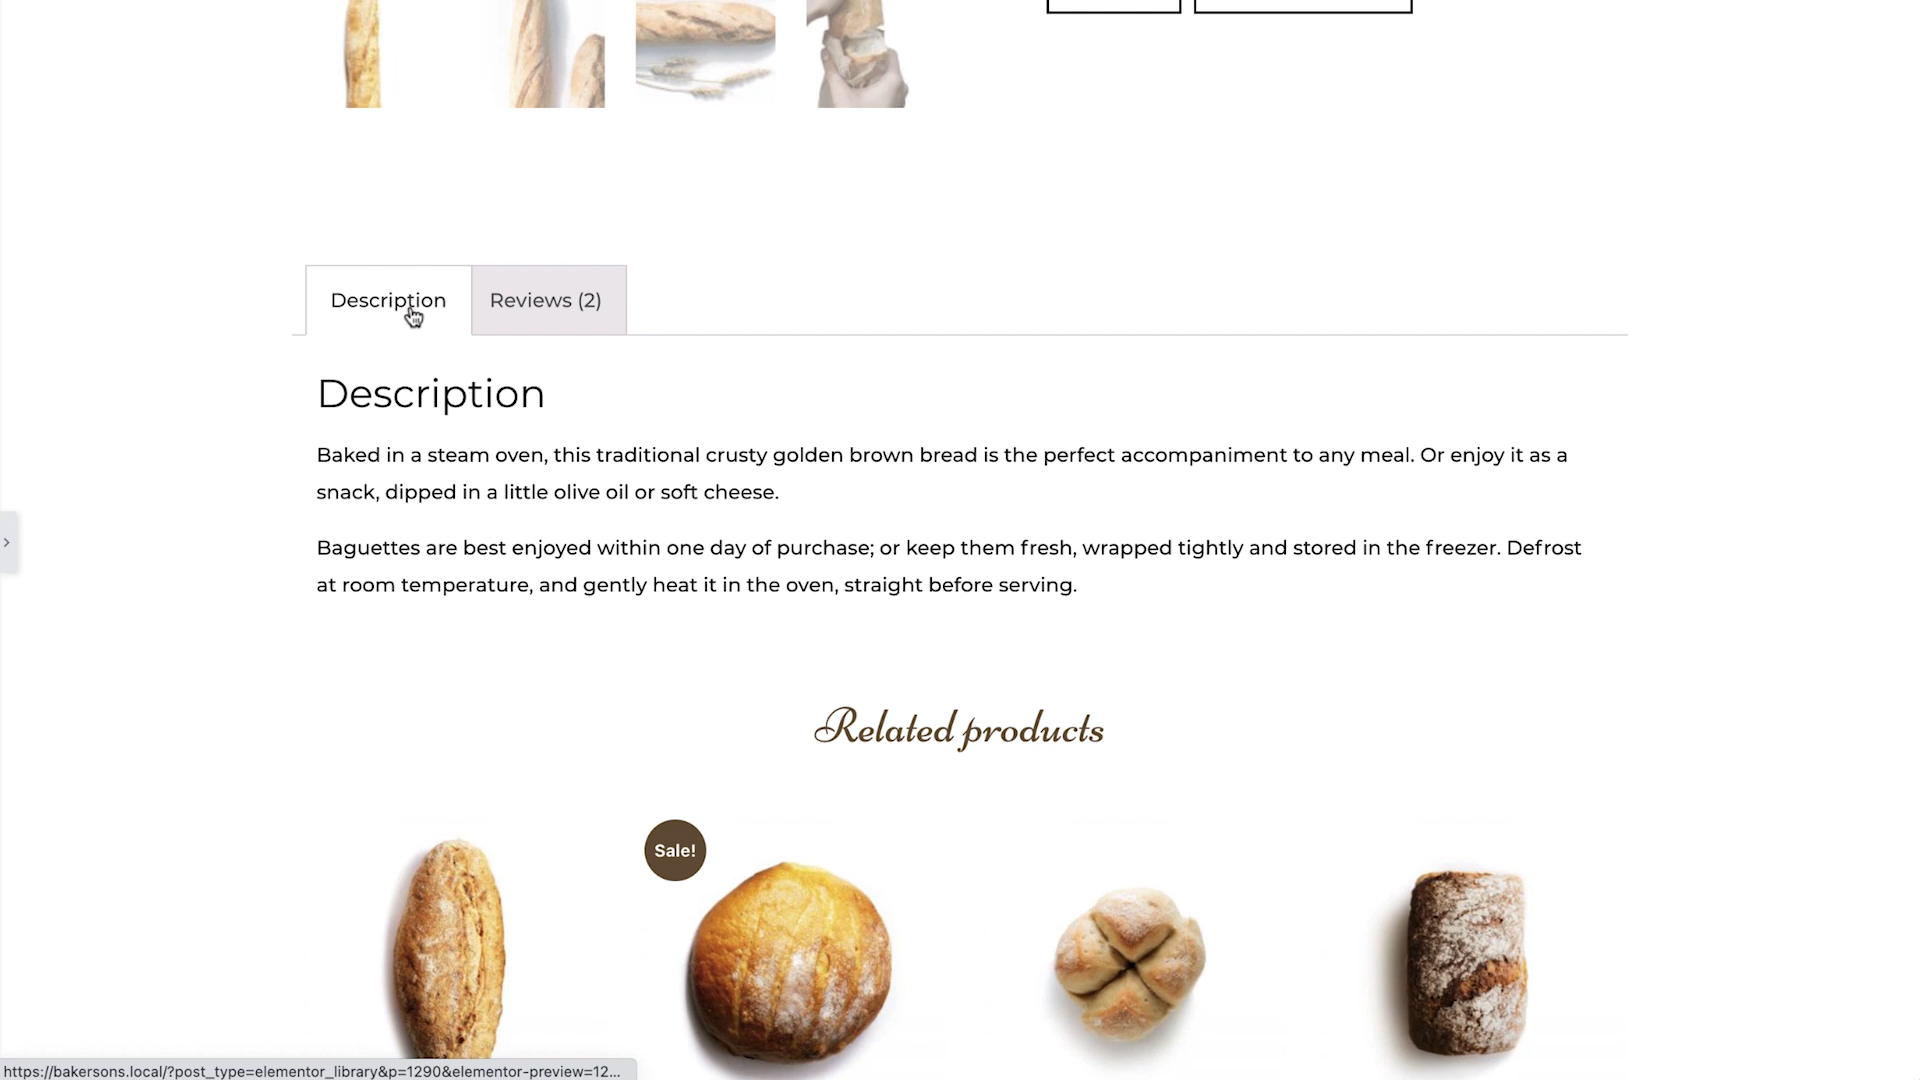 Description
Reviews (2)
Description
Baked in a steam oven, this traditional crusty golden brown bread is the perfect accompaniment to any meal. Or enjoy it as a
snack, dipped in a little olive oil or soft cheese.
Baguettes are best enjoyed within one day of purchase; or keep them fresh, wrapped tightly and stored in the freezer. Defrost
at room temperature, and gently heat it in the oven, straight before serving.
Related products
Sale!
https://bakersons.local/?post_type=elementor_library&p=1290&elementor-preview=12...